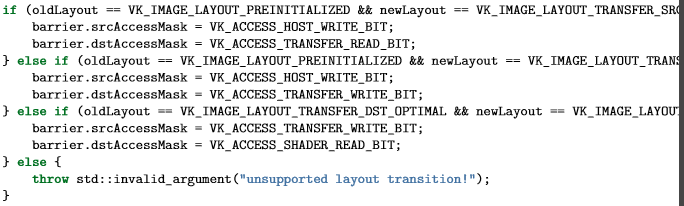 if (oldLayout == VK_IMAGE_LAYOUT_PREINITIALIZED && newLayout == VK_IMAGE_LAYOUT_TRANSFER_SRC
barrier.srcAccessMask = VK_ACCESS_HOST_WRITE_BIT;
barrier.dstAccessMask = VK_ACCESS_TRANSFER_READ_BIT;
} else if (oldLayout == VK_IMAGE_LAYOUT_PREINITIALIZED && newLayout == VK_IMAGE_LAYOUT_TRANS
barrier.srcAccessMask = VK_ACCESS_HOST_WRITE_BIT;
barrier.dstAccessMask = VK_ACCESS_TRANSFER_WRITE_BIT;
} else if (oldLayout == VK_IMAGE_LAYOUT_TRANSFER_DST_OPTIMAL && newLayout == VK_IMAGE_LAYOUT
barrier.srcAccessMask = VK_ACCESS_TRANSFER_WRITE_BIT;
barrier.dstAccessMask = VK_ACCESS_SHADER_READ_BIT;
} else {
throw std::invalid_argument("unsupported layout transition!");
}